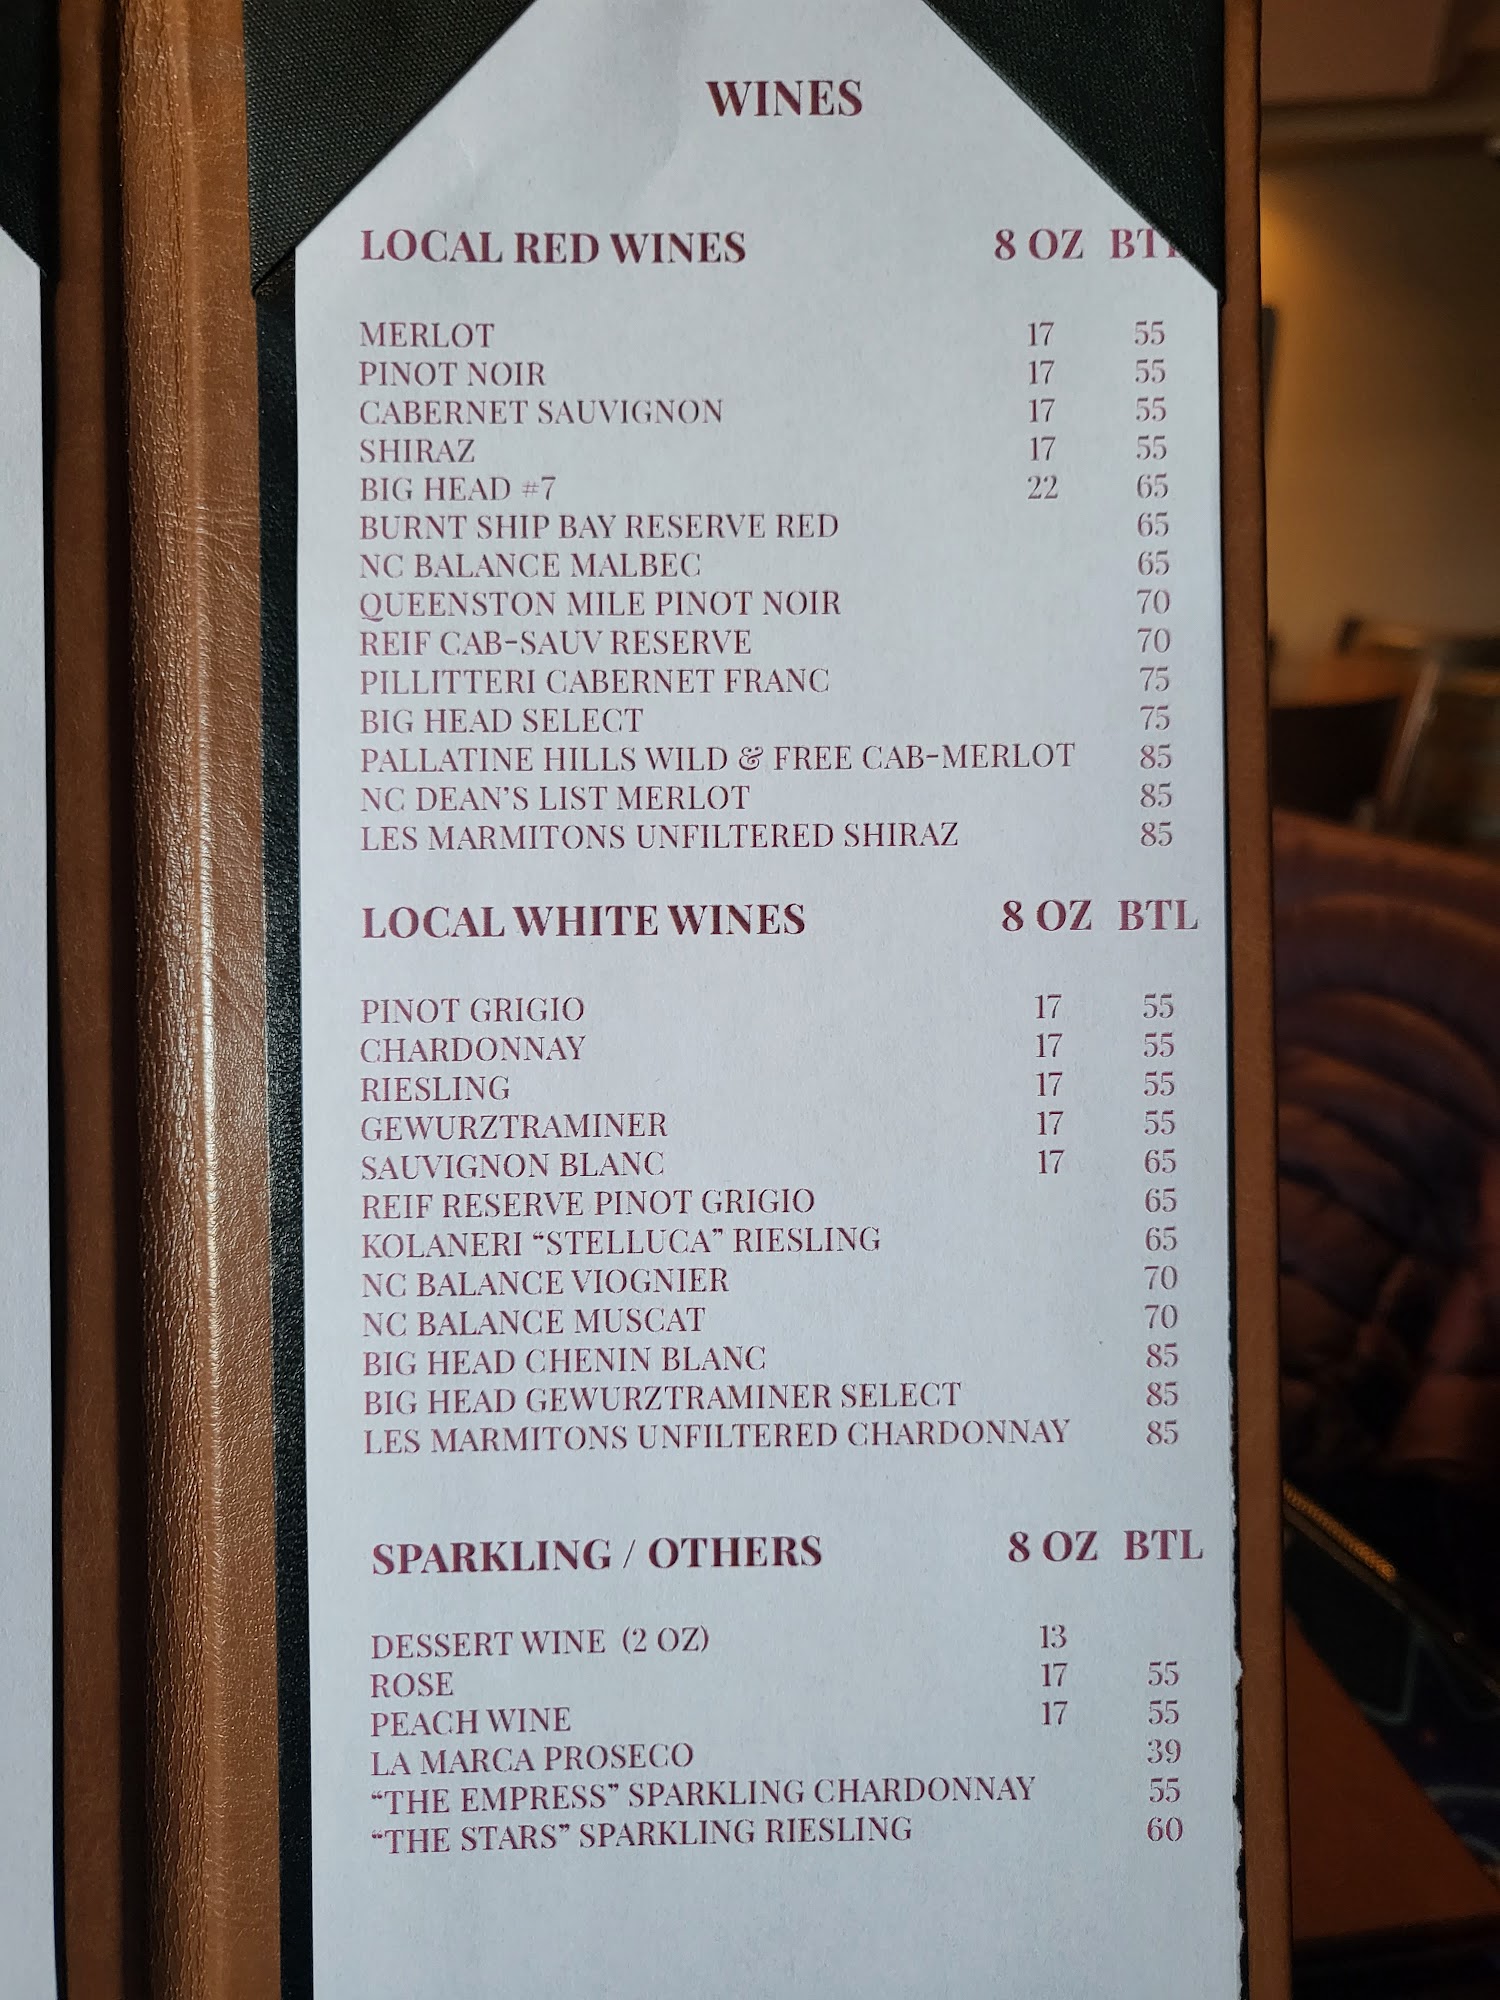 WINES
LOCAL RED WINES 8 OZ BTL
MERLOT 17 55
PINOT NOIR 17 55
CABERNET SAUVIGNON 17 55
SHIRAZ 17 55
BIG HEAD #7 22 65
BURNT SHIP BAY RESERVE RED 65
NC BALANCE MALBEC 65
QUEENSTON MILE PINOT NOIR 70
REIF CAB-SAUV RESERVE 70
PILLITTERI CABERNET FRANC 75
BIG HEAD SELECT 75
PALLATINE HILLS WILD & FREE CAB-MERLOT 85
NC DEAN'S LIST MERLOT 85
LES MARMITONS UNFILTERED SHIRAZ 85
LOCAL WHITE WINES 8 OZ BTL
PINOT GRIGIO 17 55
CHARDONNAY 17 55
RIESLING 17 55
GEWURZTRAMINER 17 55
SAUVIGNON BLANC 17 65
REIF RESERVE PINOT GRIGIO 65
KOLANERI “STELLUCA” RIESLING 65
NC BALANCE VIOGNIER 70
NC BALANCE MUSCAT 70
BIG HEAD CHENIN BLANC 85
BIG HEAD GEWURZTRAMINER SELECT 85
LES MARMITONS UNFILTERED CHARDONNAY 85
SPARKLING / OTHERS 8 OZ BTL
DESSERT WINE (2 OZ) 13
ROSE 17 55
PEACH WINE 17 55
LA MARCA PROSECO 39
“THE EMPRESS” SPARKLING CHARDONNAY 55
“THE STARS” SPARKLING RIESLING 60